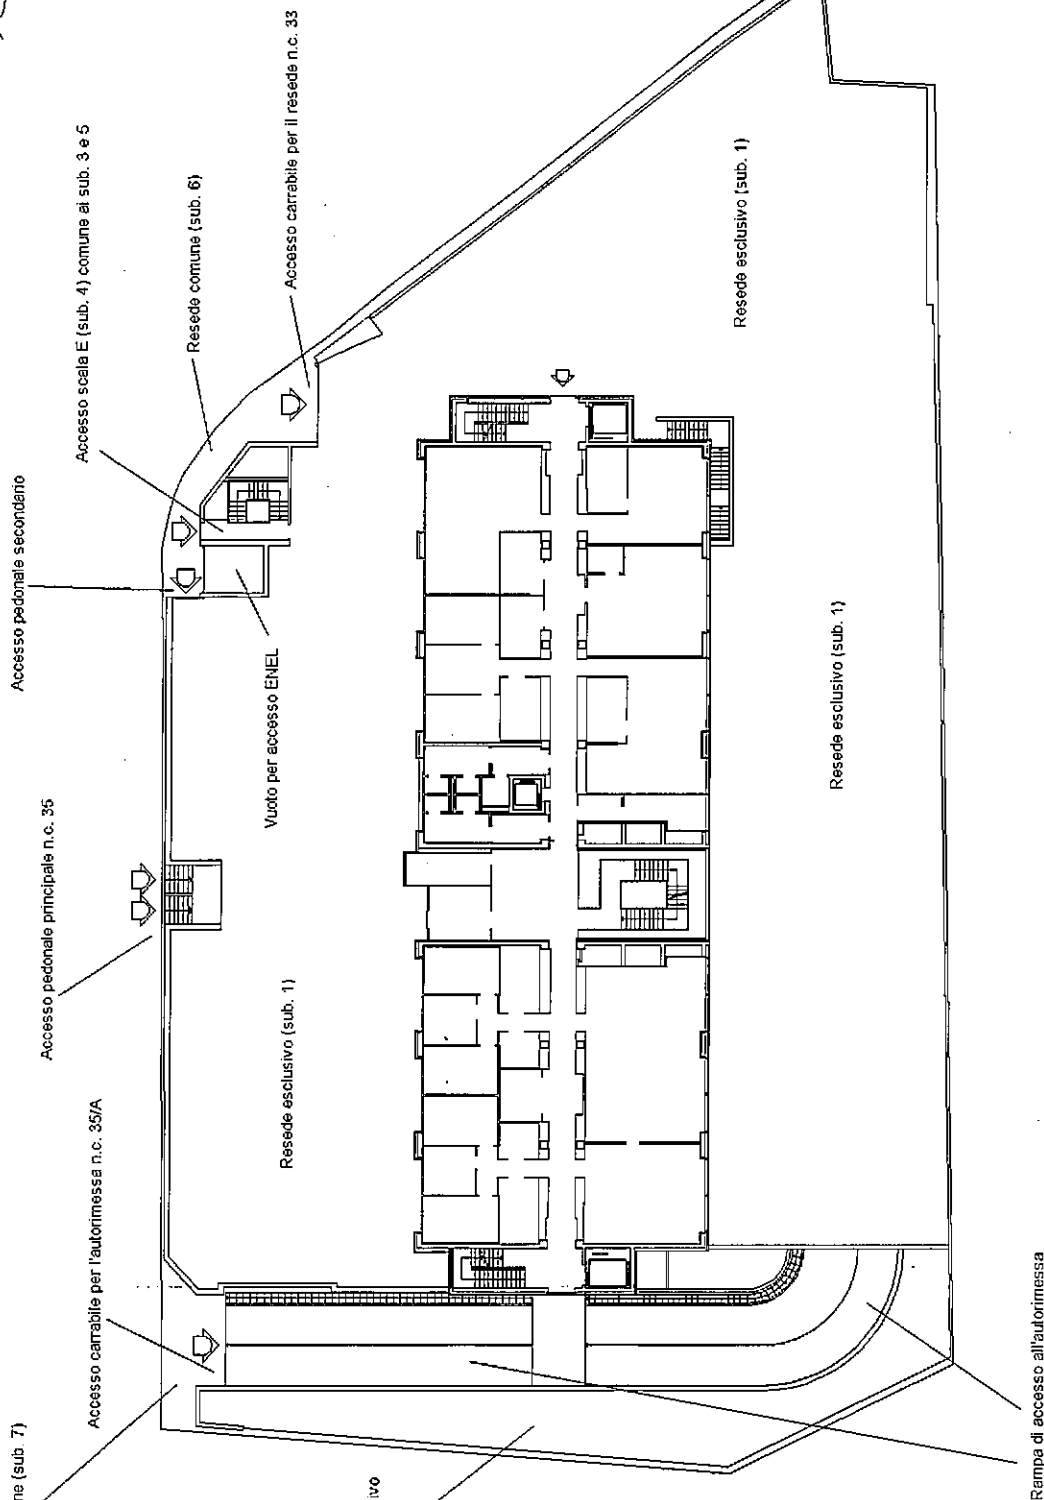 Accesso carrabile per il resede n.c. 33
Accesso scala E (sub. 4) comune ai sub. 3 e 5
Resede comune (sub. 6)
Accesso pedonale secondario
Vuoto per accesso ENEL
Accesso pedonale principale n.c. 35
Resede esclusivo (sub. 1)
Resede esclusivo (sub. 1)
Resede esclusivo (sub. 1)
Accesso carrabile per l'autorimessa n.c. 35/A
ne (sub. 7)
ivo
Rampa di accesso all'autorimessa